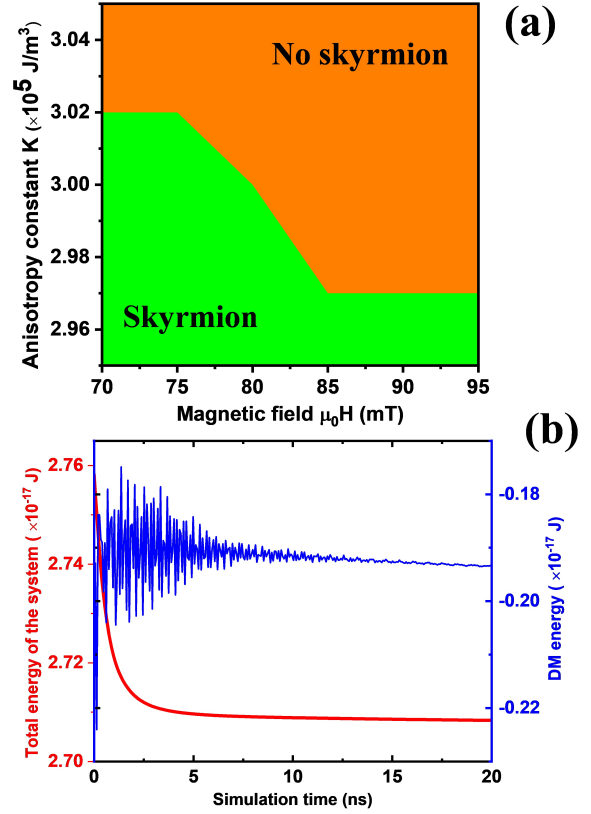 (a)
No skyrmion
Skyrmion
Anisotropy constant K (×10⁵ J/m³)
3.04
3.02
3.00
2.98
2.96
70 75 80 85 90 95
Magnetic field μ₀H (mT)
(b)
Total energy of the system ( ×10⁻¹⁷ J)
2.76
2.74
2.72
2.70
-0.18
-0.20
-0.22
DM energy ( ×10⁻¹⁷ J)
0 5 10 15 20
Simulation time (ns)